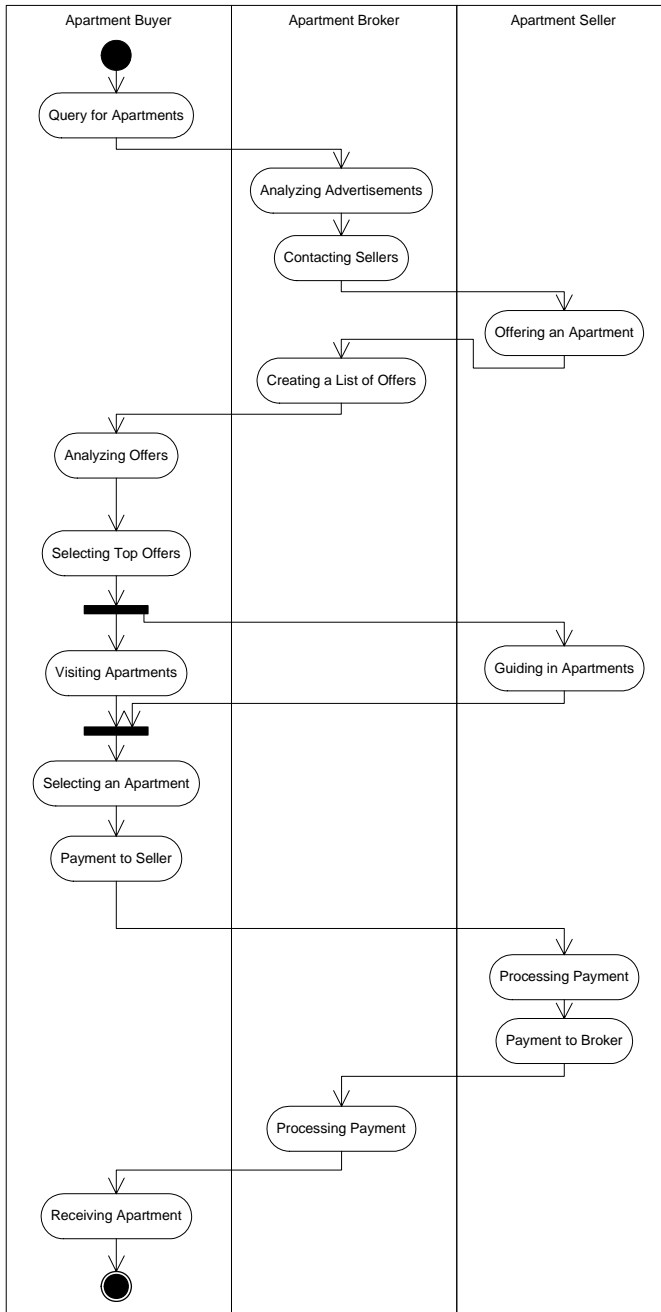 Apartment Buyer
Apartment Broker
Apartment Seller
Query for Apartments
Analyzing Advertisements
Contacting Sellers
Offering an Apartment
Creating a List of Offers
Analyzing Offers
Selecting Top Offers
Visiting Apartments
Guiding in Apartments
Selecting an Apartment
Payment to Seller
Processing Payment
Payment to Broker
Processing Payment
Receiving Apartment